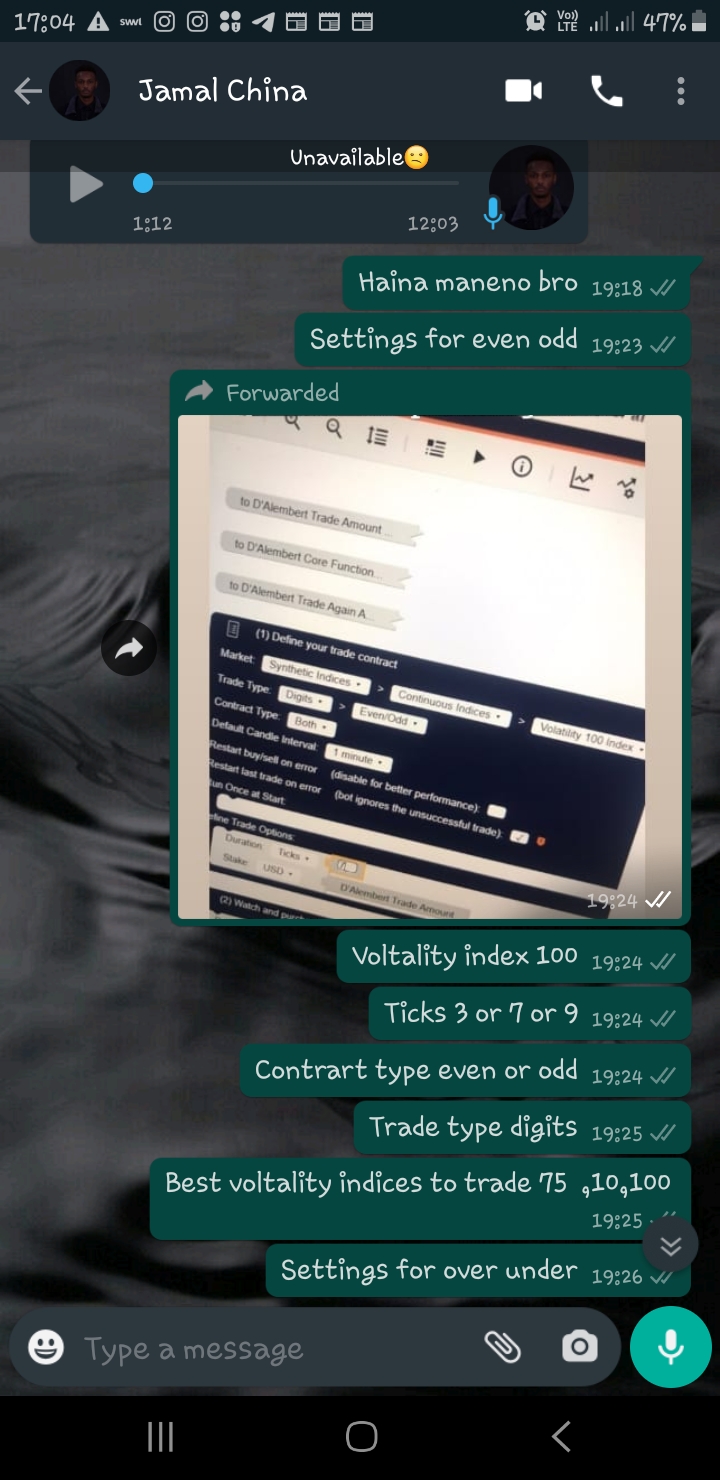 17:04
swvl
Vo))
LTE
47%
Jamal China
Unavailable😕
1:12
12:03
Haina maneno bro 19:18
Settings for even odd 19:23
Forwarded
to D'Alembert Trade Amount ...
to D'Alembert Core Function...
to D'Alembert Trade Again A...
(1) Define your trade contract
Market: Synthetic Indices > Continuous Indices > Volatility 100 Index
Trade Type: Digits > Even/Odd
Contract Type: Both
Default Candle Interval: 1 minute
Restart buy/sell on error (disable for better performance):
Restart last trade on error (bot ignores the unsuccessful trade):
un Once at Start:
efine Trade Options:
Duration: Ticks
Stake: USD D'Alembert Trade Amount
(2) Watch and
19:24
Voltality index 100 19:24
Ticks 3 or 7 or 9 19:24
Contrart type even or odd 19:24
Trade type digits 19:25
Best voltality indices to trade 75 ,10,100
19:25
Settings for over under 19:26
Type a message